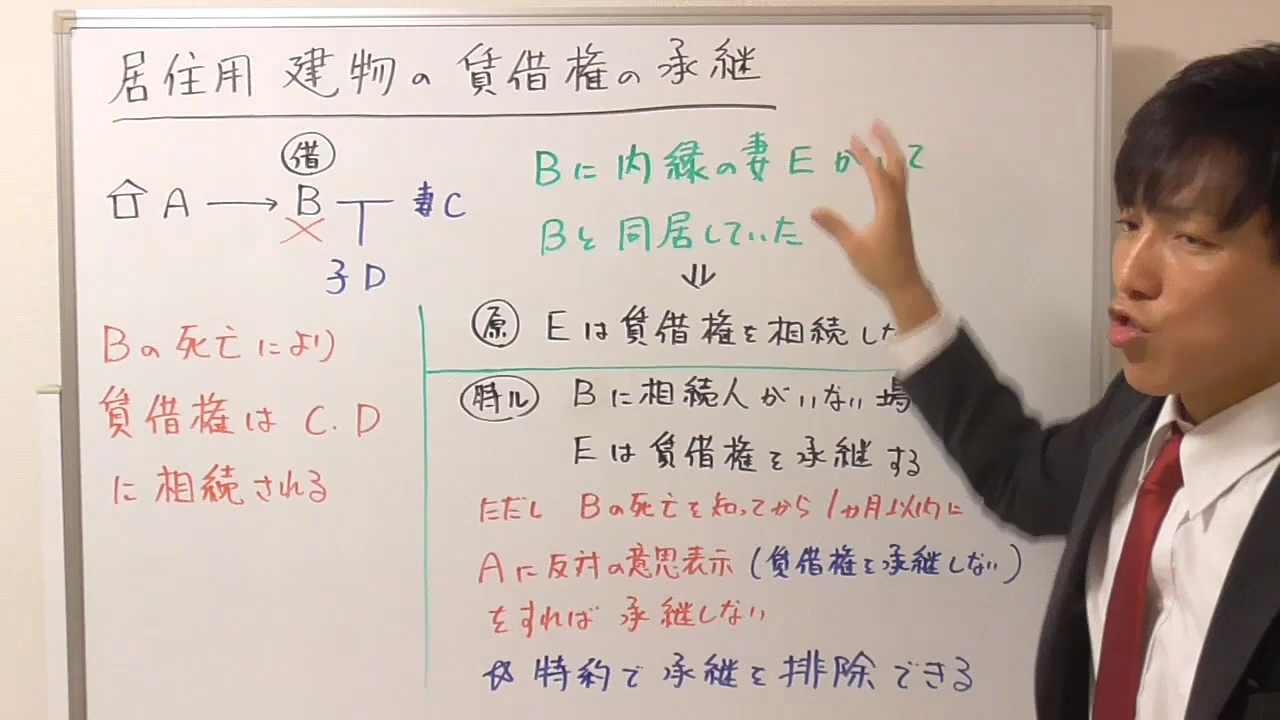 居住用 建物の賃借権の承継
借
A → B 妻C
子D
Bの死亡により
賃借権は C.D
に相続される
Bに内縁の妻Eがいて
Bと同居していた
⇓
原 Eは賃借権を相続し
特ル Bに相続人がいない場
Eは賃借権を承継する
ただし Bの死亡を知ってから1ヵ月以内に
Aに反対の意思表示(賃借権を承継しない)
をすれば 承継しない
☆ 特約で承継を排除できる